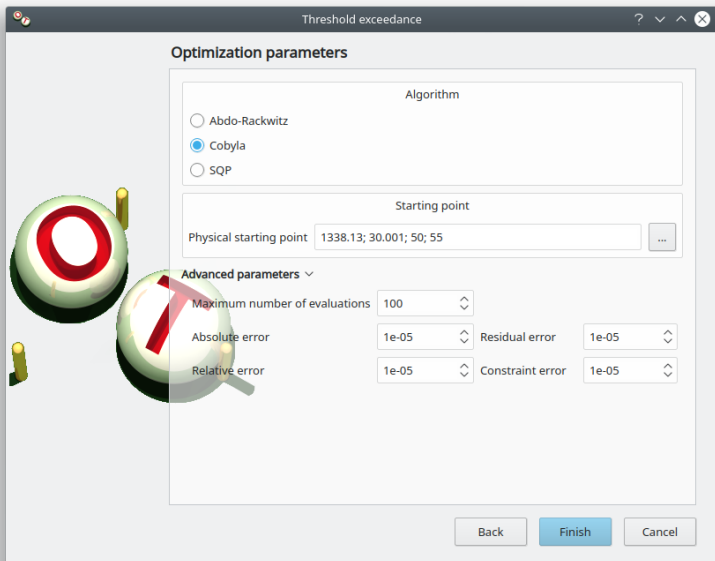 Threshold exceedance
Optimization parameters
Algorithm
Abdo-Rackwitz
Cobyla
SQP
Starting point
Physical starting point 1338.13; 30.001; 50; 55 ...
Advanced parameters
Maximum number of evaluations 100
Absolute error 1e-05 Residual error 1e-05
Relative error 1e-05 Constraint error 1e-05
Back Finish Cancel